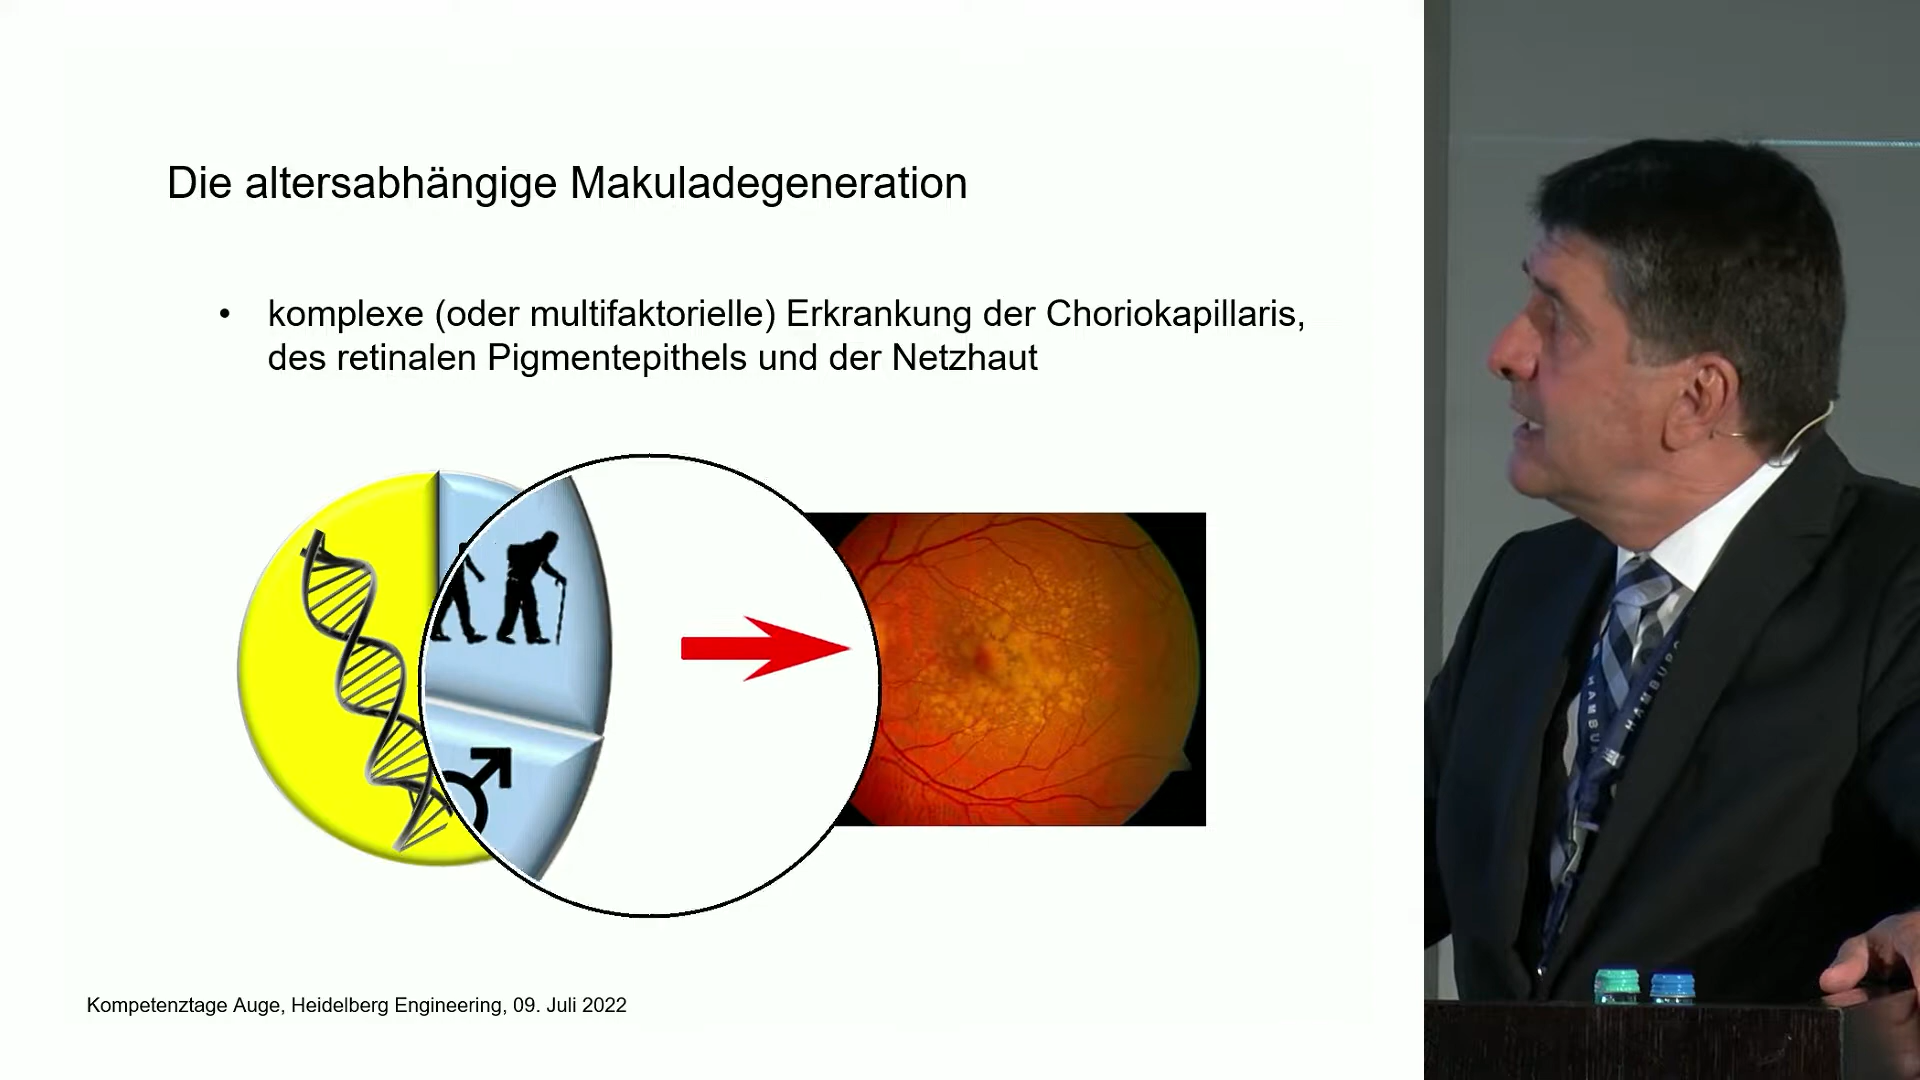 Die altersabhängige Makuladegeneration
• komplexe (oder multifaktorielle) Erkrankung der Choriokapillaris,
des retinalen Pigmentepithels und der Netzhaut
Kompetenztage Auge, Heidelberg Engineering, 09. Juli 2022
HAMBURG